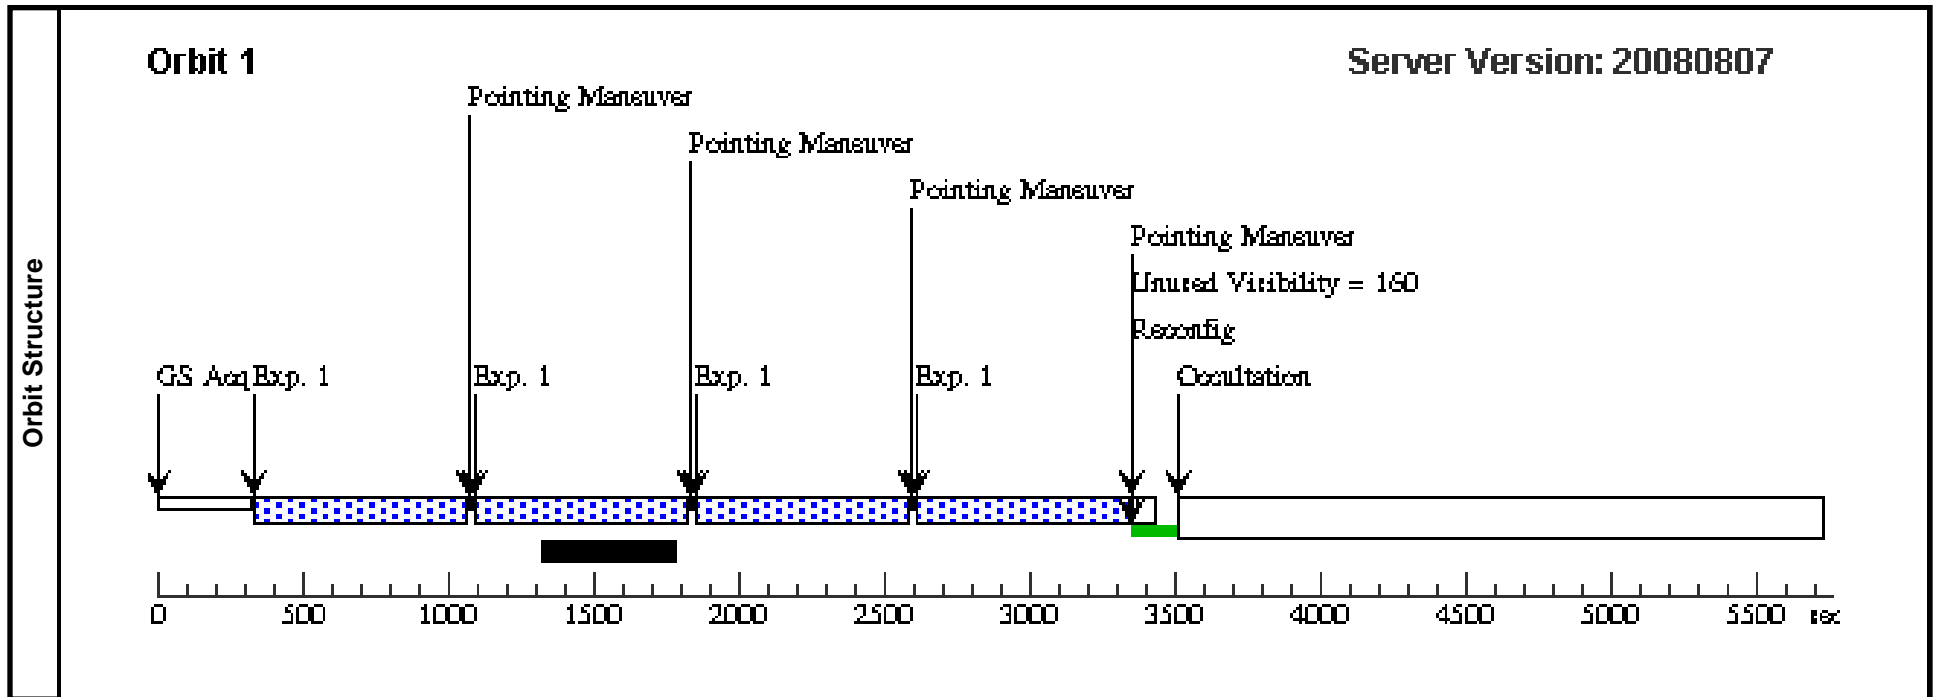 Orbit Structure
Orbit 1
Server Version: 20080807
Pointing Maneuver
Pointing Maneuver
Pointing Maneuver
Pointing Maneuver
Unused Visibility = 160
Reconfig
GS Acq Exp. 1 Exp. 1 Exp. 1 Exp. 1 Occultation
0 500 1000 1500 2000 2500 3000 3500 4000 4500 5000 5500 sec